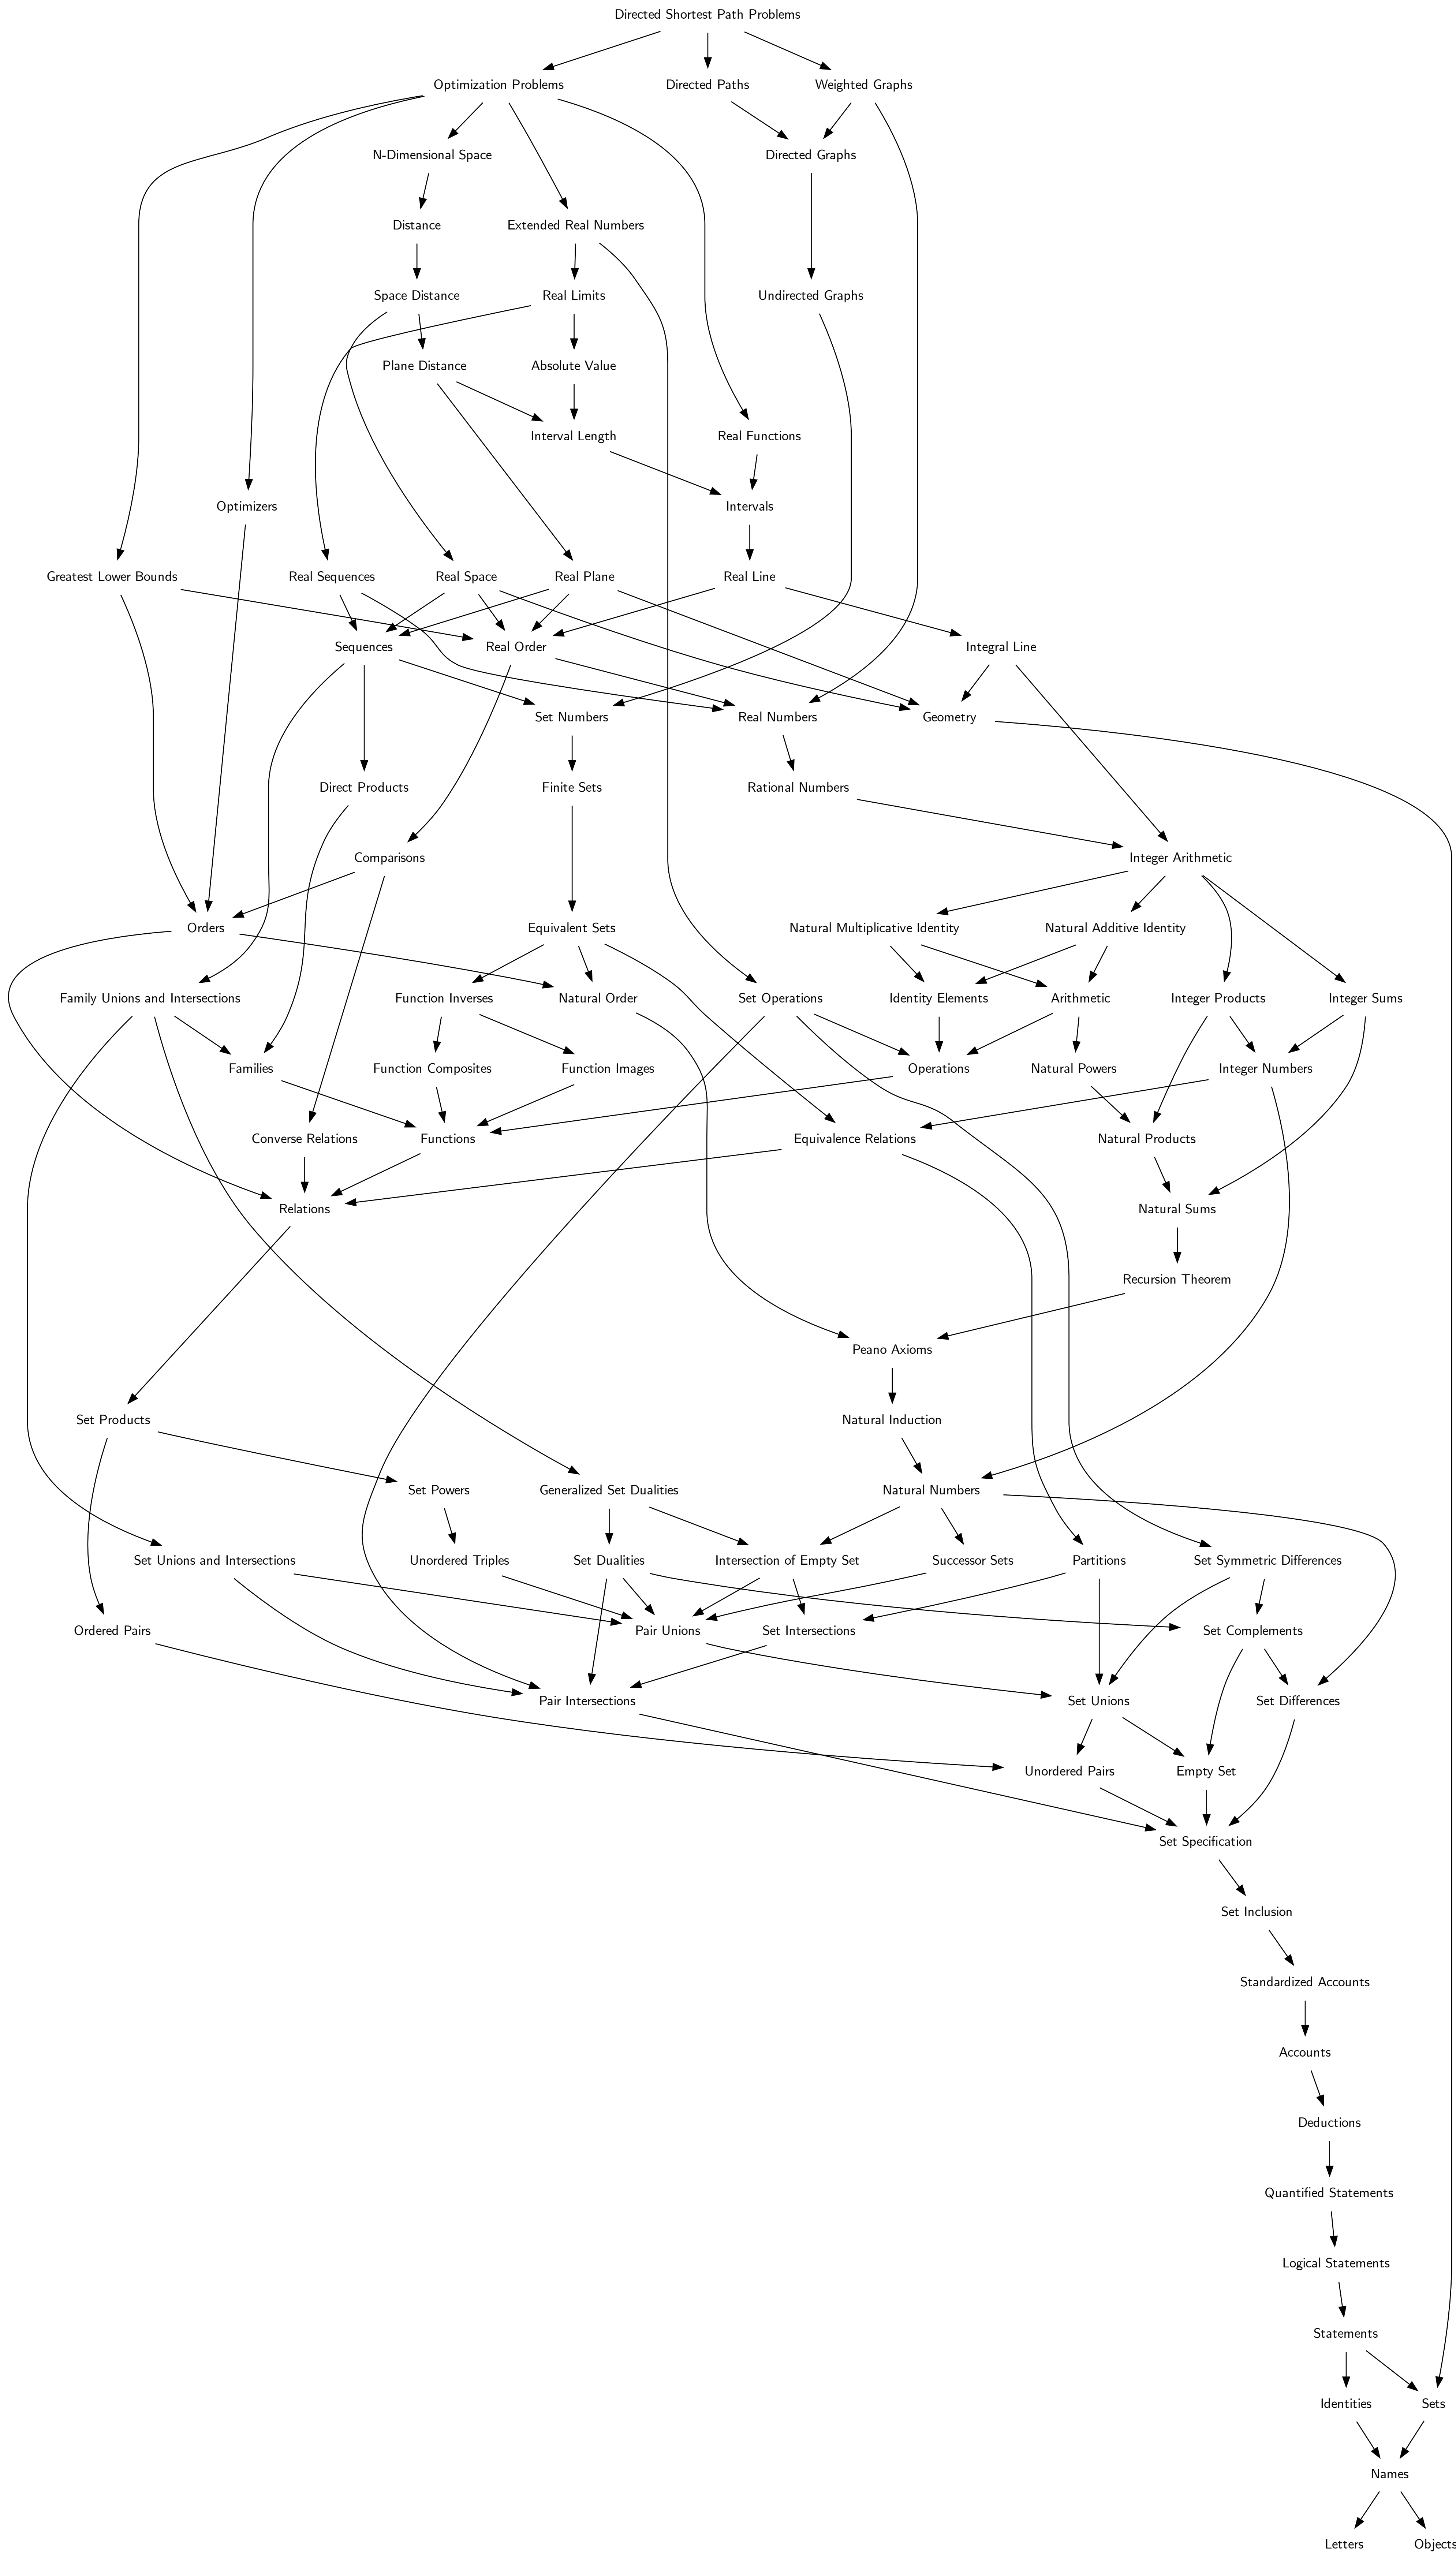 Directed Shortest Path Problems
Optimization Problems
Directed Paths
Weighted Graphs
N-Dimensional Space
Directed Graphs
Distance
Extended Real Numbers
Space Distance
Real Limits
Undirected Graphs
Plane Distance
Absolute Value
Interval Length
Real Functions
Optimizers
Intervals
Greatest Lower Bounds
Real Sequences
Real Space
Real Plane
Real Line
Sequences
Real Order
Integral Line
Set Numbers
Real Numbers
Geometry
Direct Products
Finite Sets
Rational Numbers
Comparisons
Integer Arithmetic
Orders
Equivalent Sets
Natural Multiplicative Identity
Natural Additive Identity
Family Unions and Intersections
Function Inverses
Natural Order
Set Operations
Identity Elements
Arithmetic
Integer Products
Integer Sums
Families
Function Composites
Function Images
Operations
Natural Powers
Integer Numbers
Converse Relations
Functions
Equivalence Relations
Natural Products
Relations
Natural Sums
Recursion Theorem
Peano Axioms
Set Products
Natural Induction
Set Powers
Generalized Set Dualities
Natural Numbers
Set Unions and Intersections
Unordered Triples
Set Dualities
Intersection of Empty Set
Successor Sets
Partitions
Set Symmetric Differences
Ordered Pairs
Pair Unions
Set Intersections
Set Complements
Pair Intersections
Set Unions
Set Differences
Unordered Pairs
Empty Set
Set Specification
Set Inclusion
Standardized Accounts
Accounts
Deductions
Quantified Statements
Logical Statements
Statements
Identities
Sets
Names
Letters
Objects